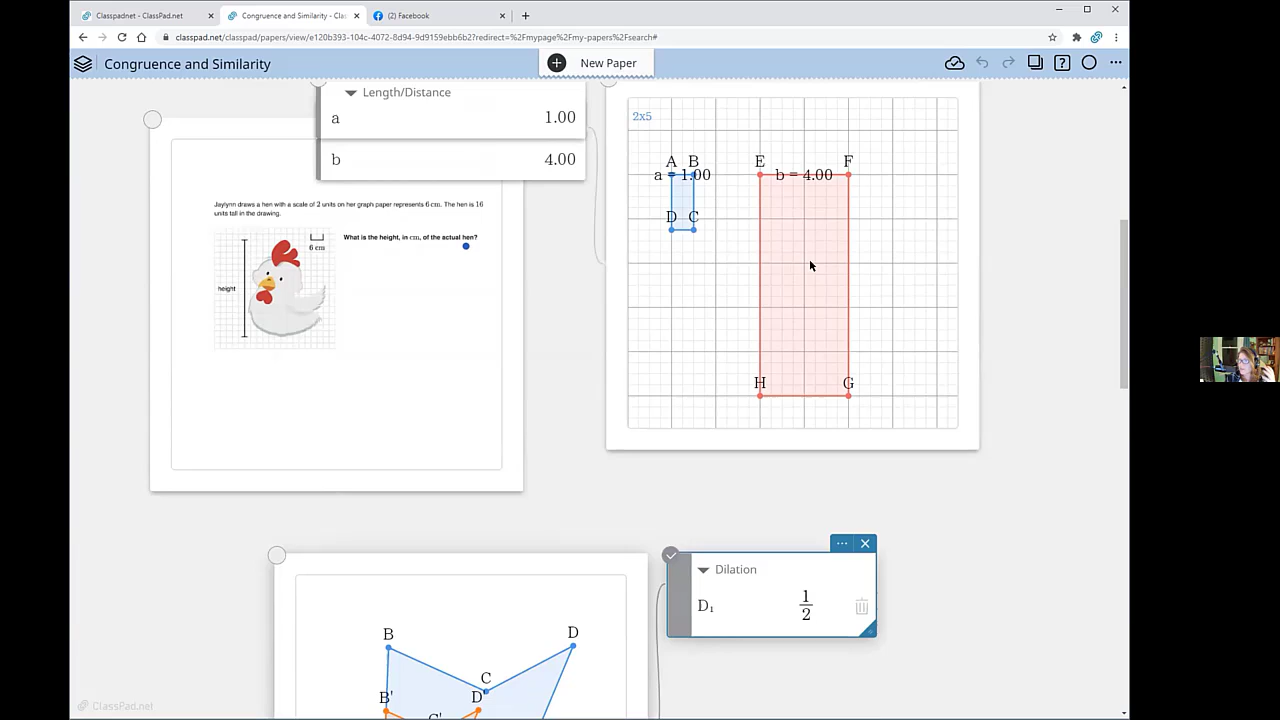 Classpadnet - ClassPad.net
Congruence and Similarity - Clas
(2) Facebook
classpad.net/classpad/papers/view/e120b393-104c-4072-8d94-9d9159ebb6b2?redirect=%2Fmypage%2Fmy-papers%2Fsearch#
Congruence and Similarity
New Paper
Length/Distance
a 1.00
b 4.00
2x5
A B E F
a = 1.00 b = 4.00
D C
H G
Jaylynn draws a hen with a scale of 2 units on her graph paper represents 6 cm. The hen is 16
units tall in the drawing.
What is the height, in cm, of the actual hen?
6 cm
height
Dilation
D₁ 1/2
B D
C
B' D'
C'
ClassPad.net